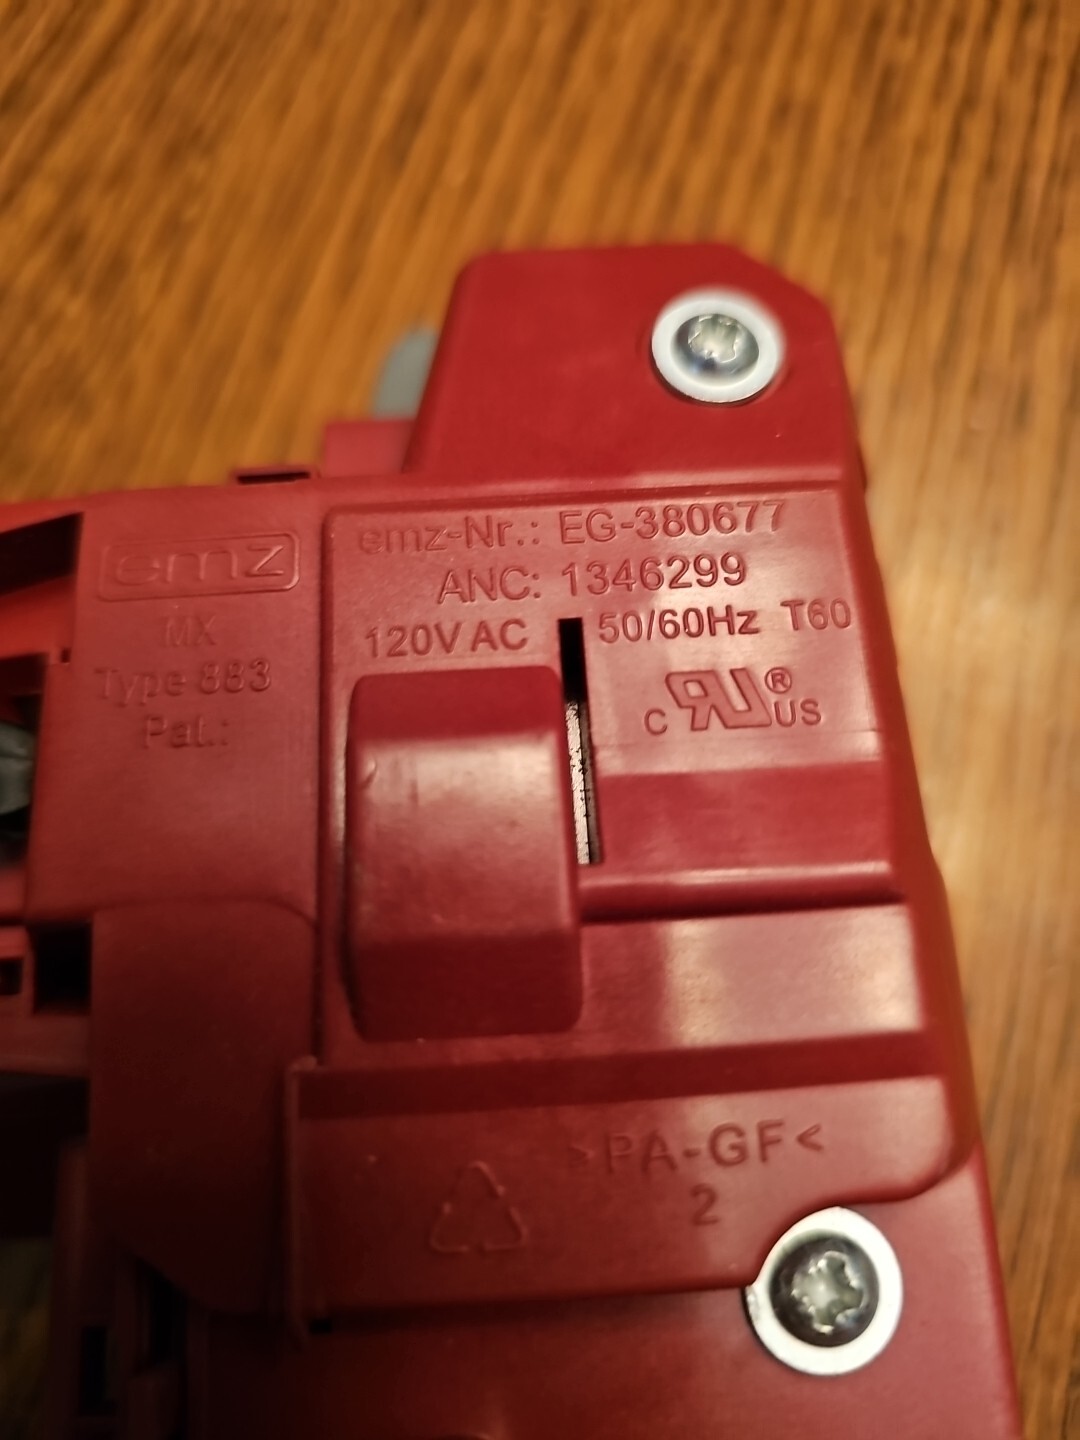 emz
MX
Type 883
Pat.:
emz-Nr.: EG-380677
ANC: 1346299
120V AC 50/60Hz T60
c RU ® US
>PA-GF<
2